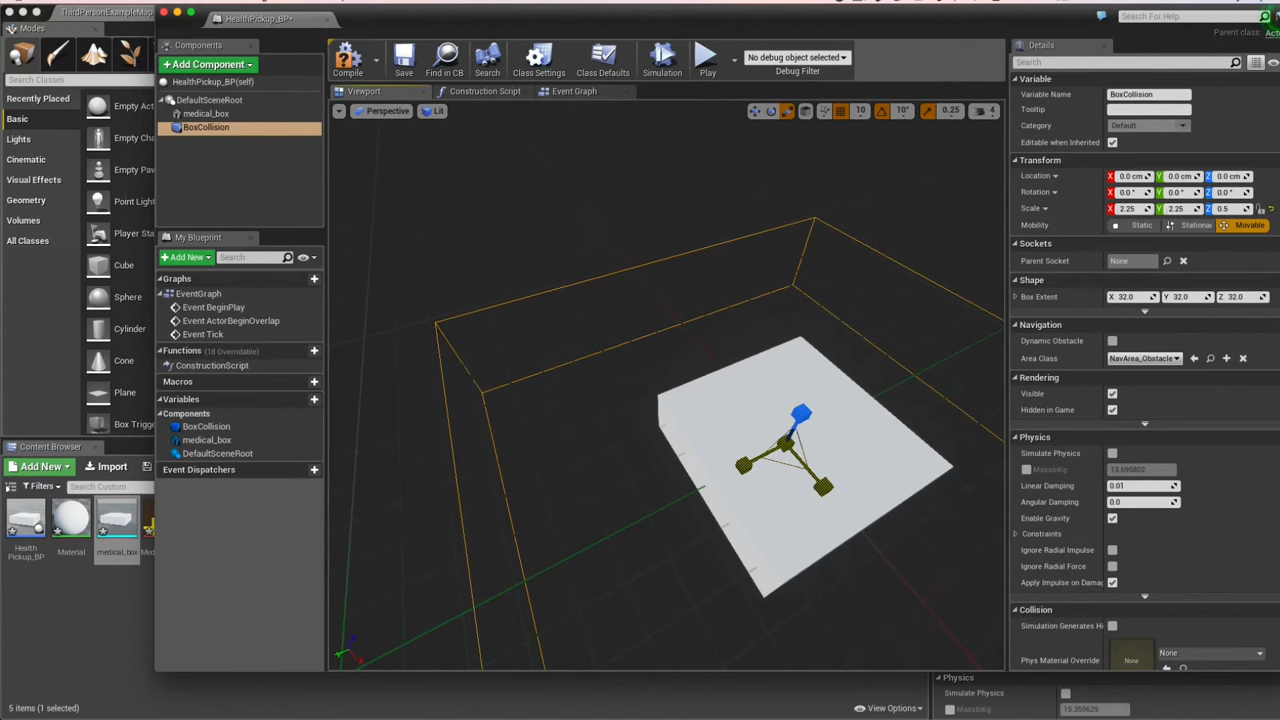 ThirdPersonExampleMap
Modes
Search Classes
Recently Placed
Basic
Lights
Cinematic
Visual Effects
Geometry
Volumes
All Classes
Empty Act
Empty Cha
Empty Paw
Point Light
Player Sta
Cube
Sphere
Cylinder
Cone
Plane
Box Trigge
Content Browser
Add New
Import
Filters
Search Custom
Health Pickup_BP
Material
medical_box
5 items (1 selected)
View Options
HealthPickup_BP*
Search For Help
Parent class:
Components
+Add Component
HealthPickup_BP(self)
DefaultSceneRoot
medical_box
BoxCollision
My Blueprint
+Add New
Search
Graphs
EventGraph
Event BeginPlay
Event ActorBeginOverlap
Event Tick
Functions (18 Overridable)
ConstructionScript
Macros
Variables
Components
BoxCollision
medical_box
DefaultSceneRoot
Event Dispatchers
Compile
Save
Find in CB
Search
Class Settings
Class Defaults
Simulation
Play
No debug object selected
Debug Filter
Viewport
Construction Script
Event Graph
Perspective
Lit
10
10°
0.25
4
Details
Search
Variable
Variable Name BoxCollision
Tooltip
Category Default
Editable when Inherited
Transform
Location X 0.0 cm Y 0.0 cm Z 0.0 cm
Rotation X 0.0 ° Y 0.0 ° Z 0.0 °
Scale X 2.25 Y 2.25 Z 0.5
Mobility Static Stationa Movable
Sockets
Parent Socket None
Shape
Box Extent X 32.0 Y 32.0 Z 32.0
Navigation
Dynamic Obstacle
Area Class NavArea_Obstacle
Rendering
Visible
Hidden in Game
Physics
Simulate Physics
MassInKg 13.695802
Linear Damping 0.01
Angular Damping 0.0
Enable Gravity
Constraints
Ignore Radial Impulse
Ignore Radial Force
Apply Impulse on Damag
Collision
Simulation Generates Hi
Phys Material Override None None
Physics
Simulate Physics
MassInKg 15.359629